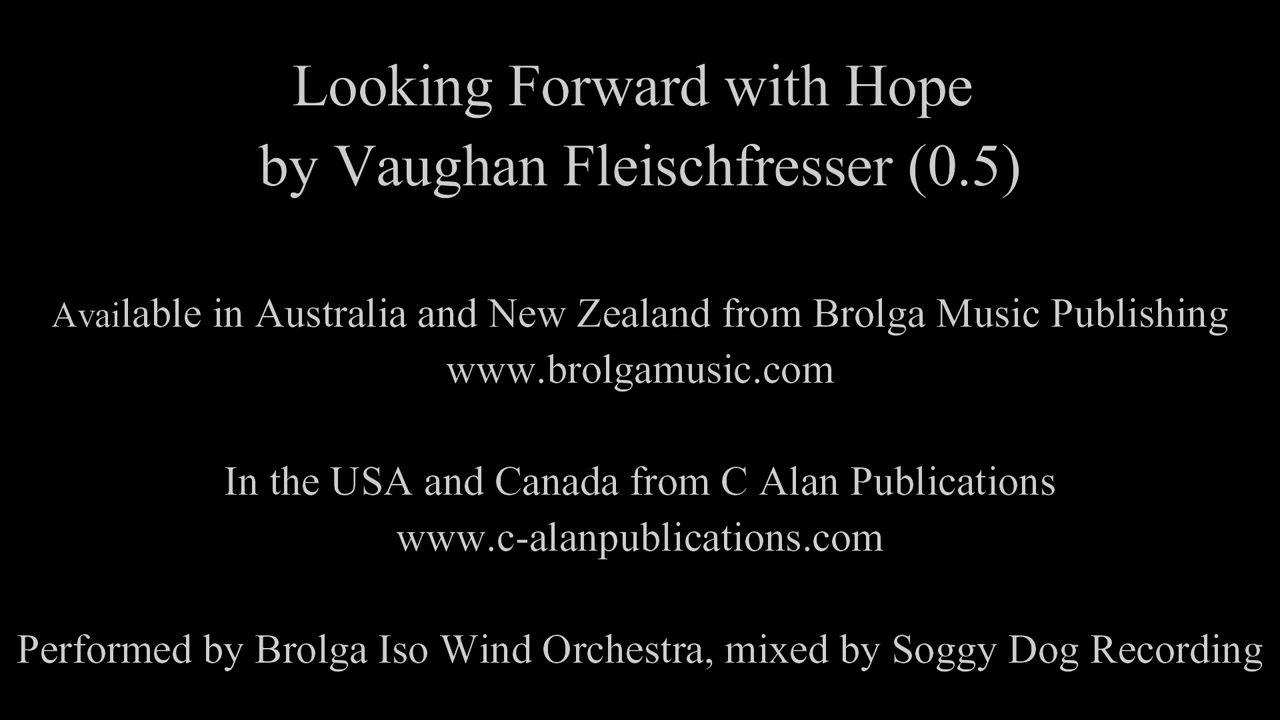 Looking Forward with Hope
by Vaughan Fleischfresser (0.5)
Available in Australia and New Zealand from Brolga Music Publishing
www.brolgamusic.com
In the USA and Canada from C Alan Publications
www.c-alanpublications.com
Performed by Brolga Iso Wind Orchestra, mixed by Soggy Dog Recording